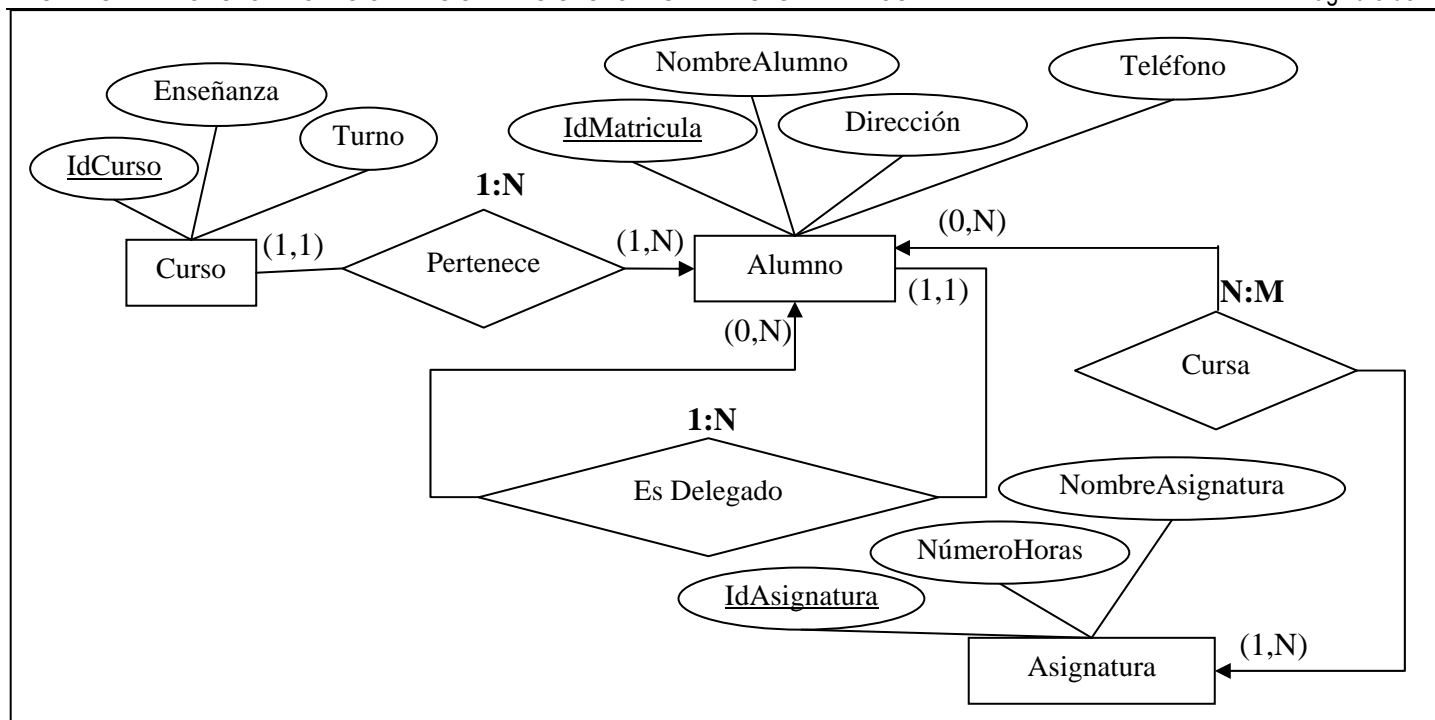 NombreAlumno
Teléfono
Enseñanza
IdMatricula
Dirección
Turno
IdCurso
1:N
(1,1)
(1,N)
(0,N)
Curso
Pertenece
Alumno
(1,1)
N:M
(0,N)
Cursa
1:N
Es Delegado
NombreAsignatura
NúmeroHoras
IdAsignatura
(1,N)
Asignatura